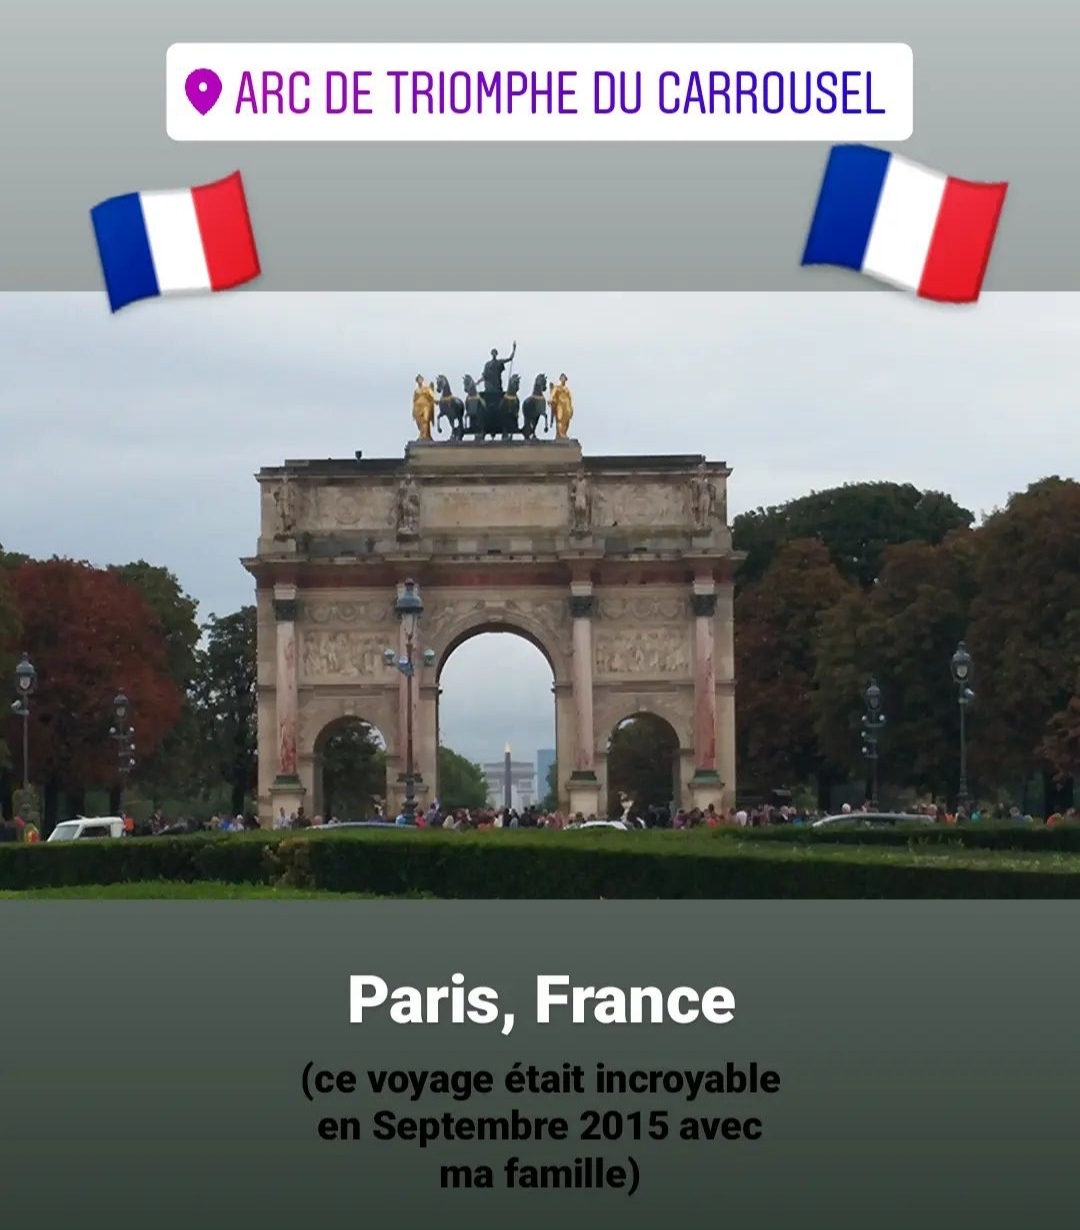 ARC DE TRIOMPHE DU CARROUSEL
Paris, France
(ce voyage était incroyable
en Septembre 2015 avec
ma famille)